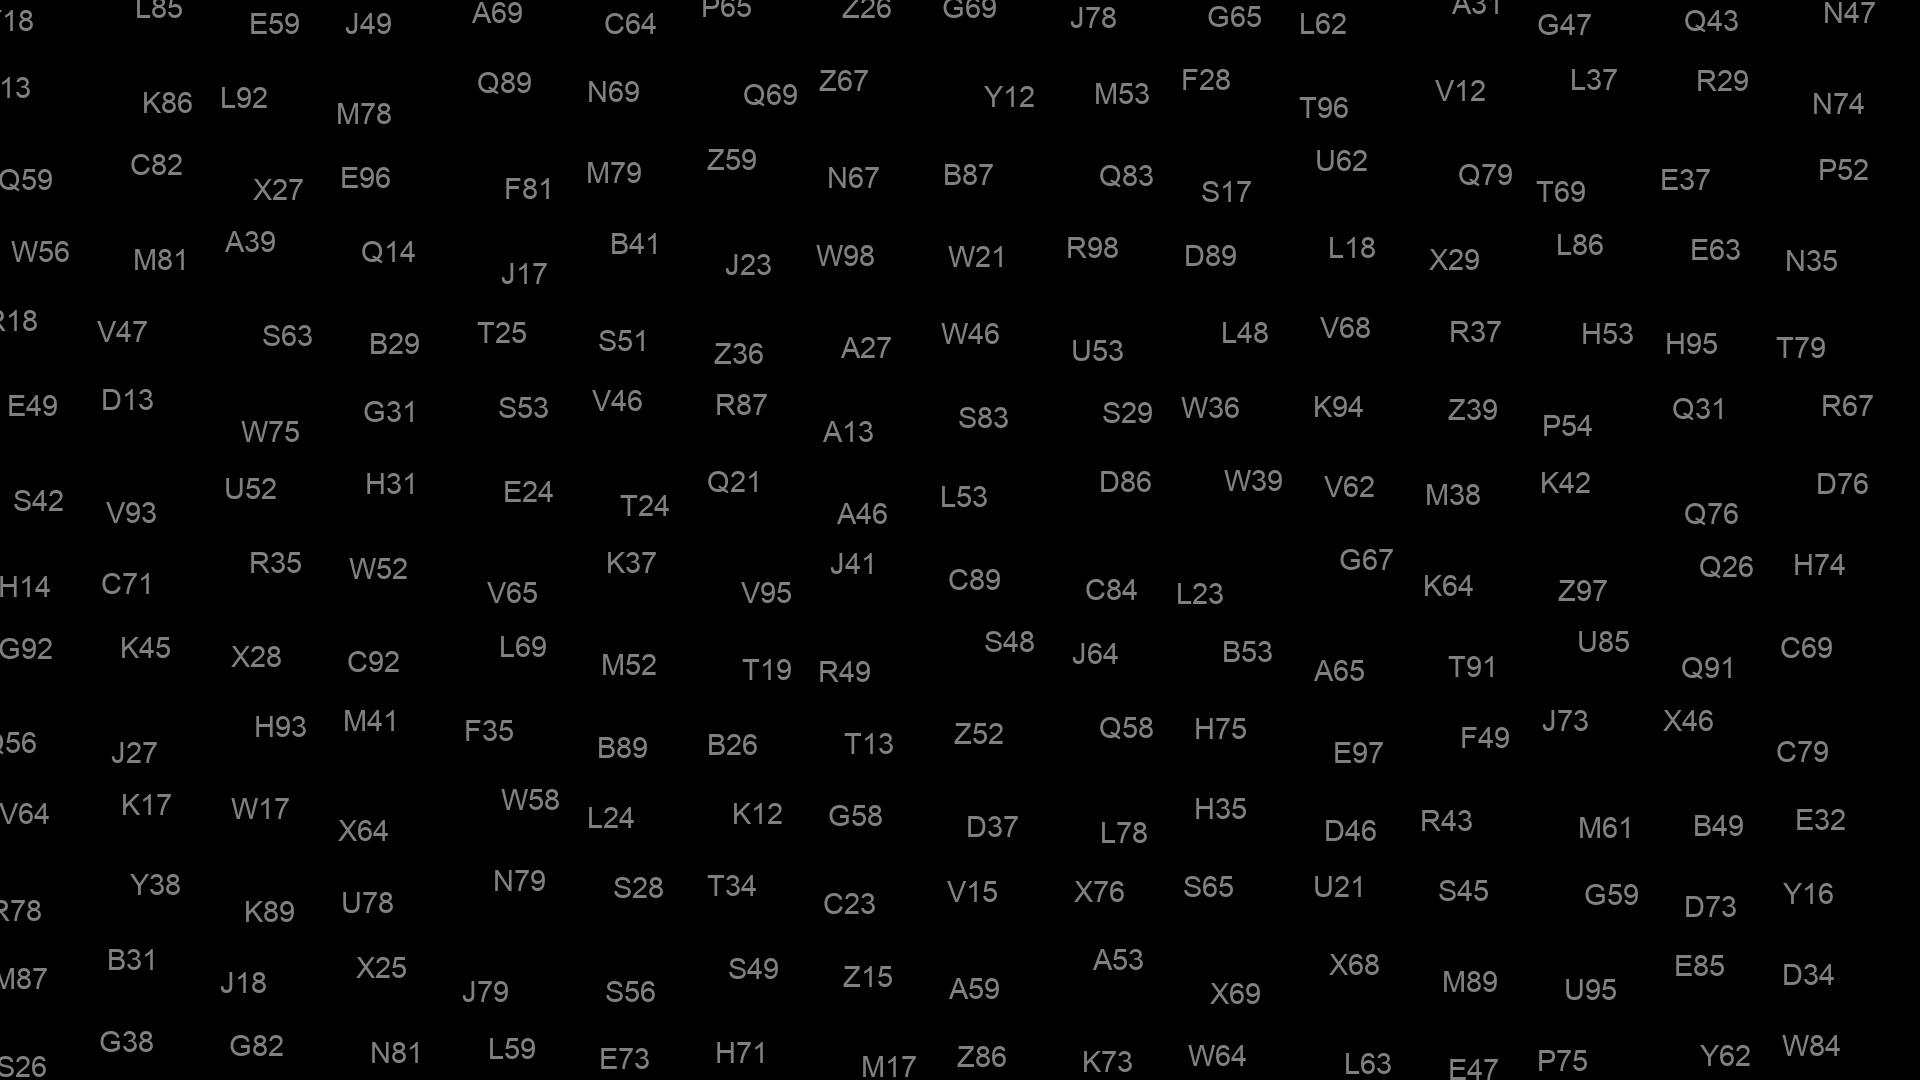 L85 E59 J49 A69 C64 P65 Z26 G69 J78 G65 L62 A31 G47 Q43 N47
K86 L92 M78 Q89 N69 Q69 Z67 Y12 M53 F28 T96 V12 L37 R29 N74
Q59 C82 X27 E96 F81 M79 Z59 N67 B87 Q83 S17 U62 Q79 T69 E37 P52
W56 M81 A39 Q14 J17 B41 J23 W98 W21 R98 D89 L18 X29 L86 E63 N35
R18 V47 S63 B29 T25 S51 Z36 A27 W46 U53 L48 V68 R37 H53 H95 T79
E49 D13 W75 G31 S53 V46 R87 A13 S83 S29 W36 K94 Z39 P54 Q31 R67
S42 V93 U52 H31 E24 T24 Q21 A46 L53 D86 W39 V62 M38 K42 Q76 D76
H14 C71 R35 W52 V65 K37 V95 J41 C89 C84 L23 G67 K64 Z97 Q26 H74
G92 K45 X28 C92 L69 M52 T19 R49 S48 J64 B53 A65 T91 U85 Q91 C69
Q56 J27 H93 M41 F35 B89 B26 T13 Z52 Q58 H75 E97 F49 J73 X46 C79
V64 K17 W17 X64 W58 L24 K12 G58 D37 L78 H35 D46 R43 M61 B49 E32
R78 Y38 K89 U78 N79 S28 T34 C23 V15 X76 S65 U21 S45 G59 D73 Y16
M87 B31 J18 X25 J79 S56 S49 Z15 A59 A53 X69 X68 M89 U95 E85 D34
S26 G38 G82 N81 L59 E73 H71 M17 Z86 K73 W64 L63 E47 P75 Y62 W84